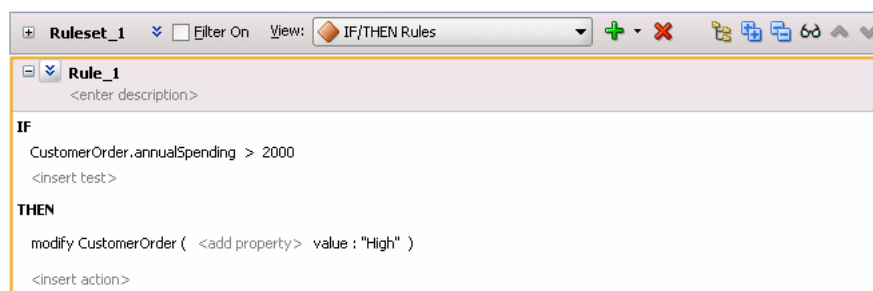 Ruleset_1 Filter On View: IF/THEN Rules
Rule_1
<enter description>
IF
CustomerOrder.annualSpending > 2000
<insert test>
THEN
modify CustomerOrder ( <add property> value : "High" )
<insert action>